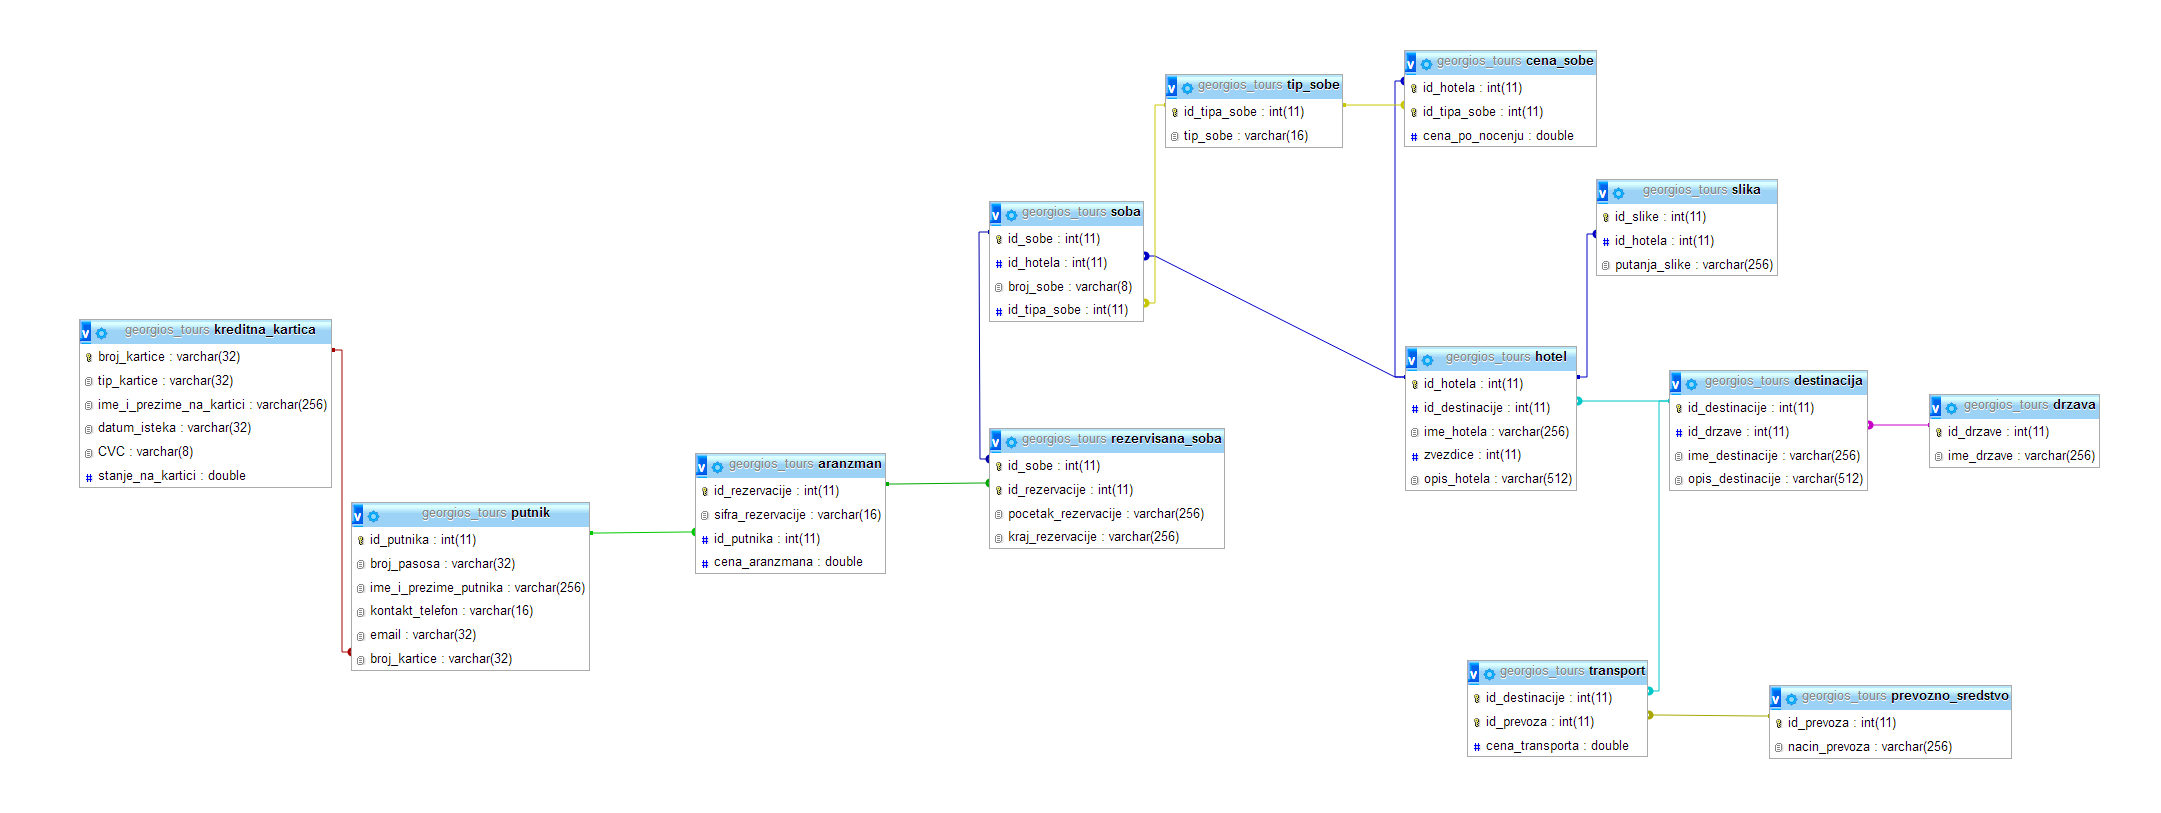 georgios_tours cena_sobe
id_hotela : int(11)
id_tipa_sobe : int(11)
cena_po_nocenju : double
georgios_tours tip_sobe
id_tipa_sobe : int(11)
tip_sobe : varchar(16)
georgios_tours slika
id_slike : int(11)
id_hotela : int(11)
putanja_slike : varchar(256)
georgios_tours soba
id_sobe : int(11)
id_hotela : int(11)
broj_sobe : varchar(8)
id_tipa_sobe : int(11)
georgios_tours kreditna_kartica
broj_kartice : varchar(32)
tip_kartice : varchar(32)
ime_i_prezime_na_kartici : varchar(256)
datum_isteka : varchar(32)
CVC : varchar(8)
stanje_na_kartici : double
georgios_tours hotel
id_hotela : int(11)
id_destinacije : int(11)
ime_hotela : varchar(256)
zvezdice : int(11)
opis_hotela : varchar(512)
georgios_tours destinacija
id_destinacije : int(11)
id_drzave : int(11)
ime_destinacije : varchar(256)
opis_destinacije : varchar(512)
georgios_tours drzava
id_drzave : int(11)
ime_drzave : varchar(256)
georgios_tours rezervisana_soba
id_sobe : int(11)
id_rezervacije : int(11)
pocetak_rezervacije : varchar(256)
kraj_rezervacije : varchar(256)
georgios_tours aranzman
id_rezervacije : int(11)
sifra_rezervacije : varchar(16)
id_putnika : int(11)
cena_aranzmana : double
georgios_tours putnik
id_putnika : int(11)
broj_pasosa : varchar(32)
ime_i_prezime_putnika : varchar(256)
kontakt_telefon : varchar(16)
email : varchar(32)
broj_kartice : varchar(32)
georgios_tours transport
id_destinacije : int(11)
id_prevoza : int(11)
cena_transporta : double
georgios_tours prevozno_sredstvo
id_prevoza : int(11)
nacin_prevoza : varchar(256)